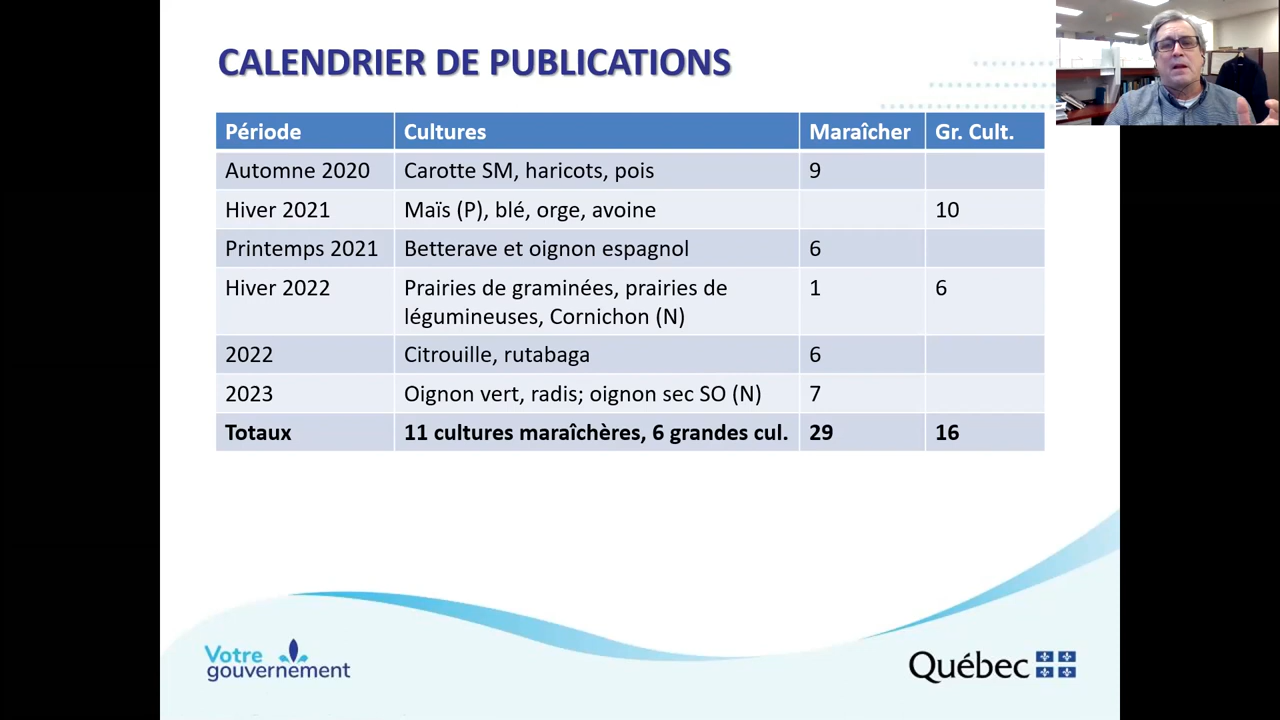 CALENDRIER DE PUBLICATIONS
Période Cultures Maraîcher Gr. Cult.
Automne 2020 Carotte SM, haricots, pois 9
Hiver 2021 Maïs (P), blé, orge, avoine 10
Printemps 2021 Betterave et oignon espagnol 6
Hiver 2022 Prairies de graminées, prairies de 1 6
légumineuses, Cornichon (N)
2022 Citrouille, rutabaga 6
2023 Oignon vert, radis; oignon sec SO (N) 7
Totaux 11 cultures maraîchères, 6 grandes cul. 29 16
Votre
gouvernement
Québec